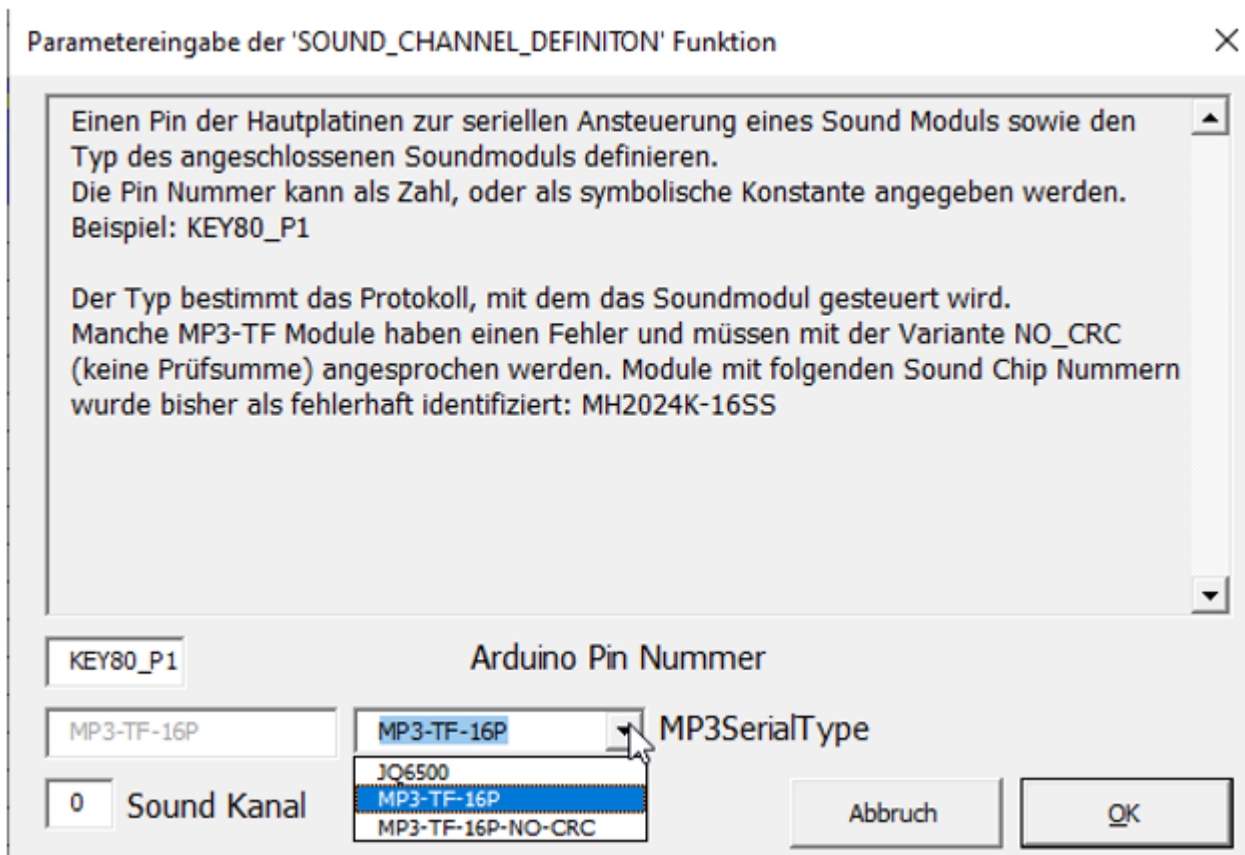 Parametereingabe der 'SOUND_CHANNEL_DEFINITON' Funktion
Einen Pin der Hautplatinen zur seriellen Ansteuerung eines Sound Moduls sowie den
Typ des angeschlossenen Soundmoduls definieren.
Die Pin Nummer kann als Zahl, oder als symbolische Konstante angegeben werden.
Beispiel: KEY80_P1
Der Typ bestimmt das Protokoll, mit dem das Soundmodul gesteuert wird.
Manche MP3-TF Module haben einen Fehler und müssen mit der Variante NO_CRC
(keine Prüfsumme) angesprochen werden. Module mit folgenden Sound Chip Nummern
wurde bisher als fehlerhaft identifiziert: MH2024K-16SS
KEY80_P1 Arduino Pin Nummer
MP3-TF-16P MP3-TF-16P MP3SerialType
JQ6500
MP3-TF-16P
MP3-TF-16P-NO-CRC
0 Sound Kanal
Abbruch OK